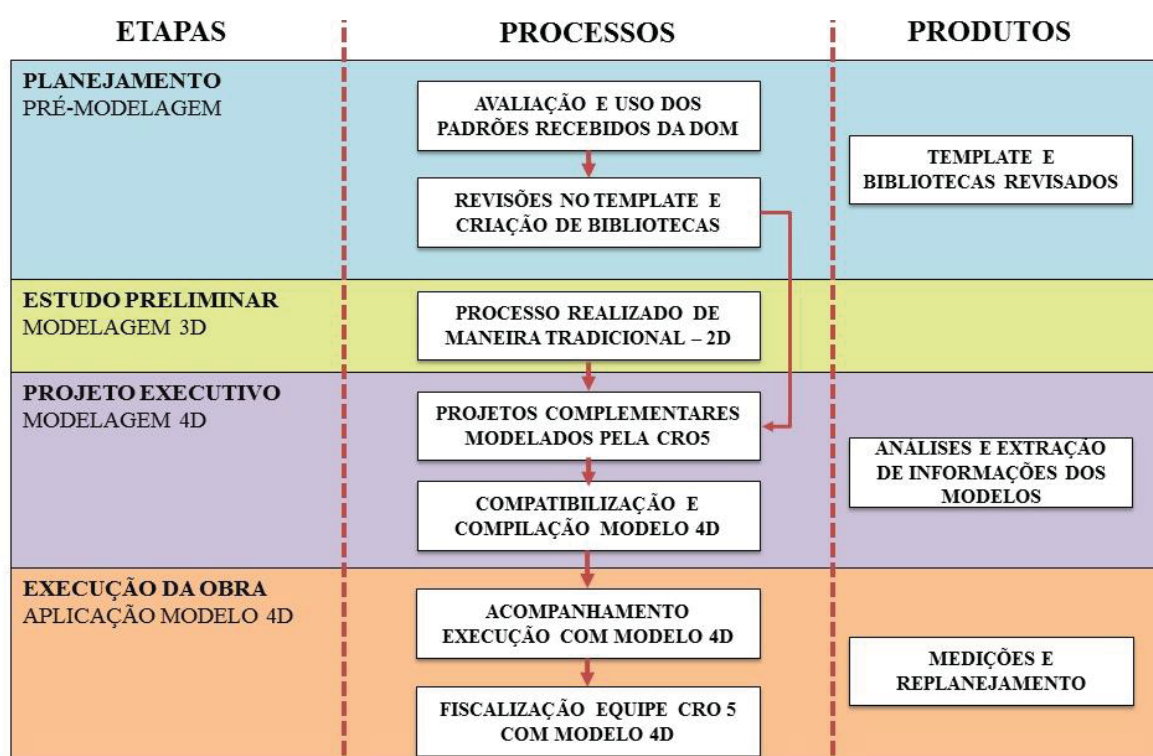 ETAPAS
PROCESSOS
PRODUTOS
PLANEJAMENTO
PRÉ-MODELAGEM
AVALIAÇÃO E USO DOS
PADRÕES RECEBIDOS DA DOM
REVISÕES NO TEMPLATE E
CRIAÇÃO DE BIBLIOTECAS
TEMPLATE E
BIBLIOTECAS REVISADOS
ESTUDO PRELIMINAR
MODELAGEM 3D
PROCESSO REALIZADO DE
MANEIRA TRADICIONAL – 2D
PROJETO EXECUTIVO
MODELAGEM 4D
PROJETOS COMPLEMENTARES
MODELADOS PELA CRO5
COMPATIBILIZAÇÃO E
COMPILAÇÃO MODELO 4D
ANÁLISES E EXTRAÇÃO
DE INFORMAÇÕES DOS
MODELOS
EXECUÇÃO DA OBRA
APLICAÇÃO MODELO 4D
ACOMPANHAMENTO
EXECUÇÃO COM MODELO 4D
FISCALIZAÇÃO EQUIPE CRO 5
COM MODELO 4D
MEDIÇÕES E
REPLANEJAMENTO